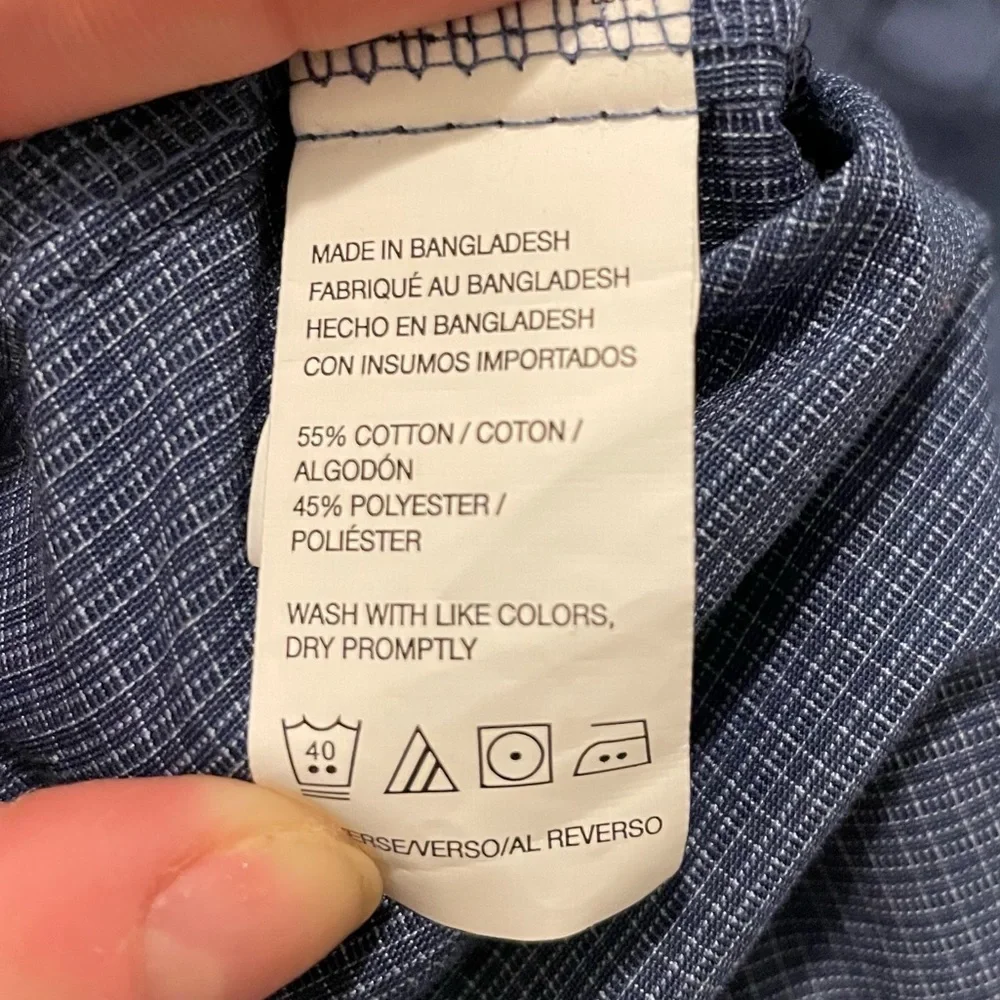 MADE IN BANGLADESH
FABRIQUÉ AU BANGLADESH
HECHO EN BANGLADESH
CON INSUMOS IMPORTADOS
55% COTTON / COTON /
ALGODÓN
45% POLYESTER /
POLIÉSTER
WASH WITH LIKE COLORS,
DRY PROMPTLY
40
/VERSO/AL REVERSO